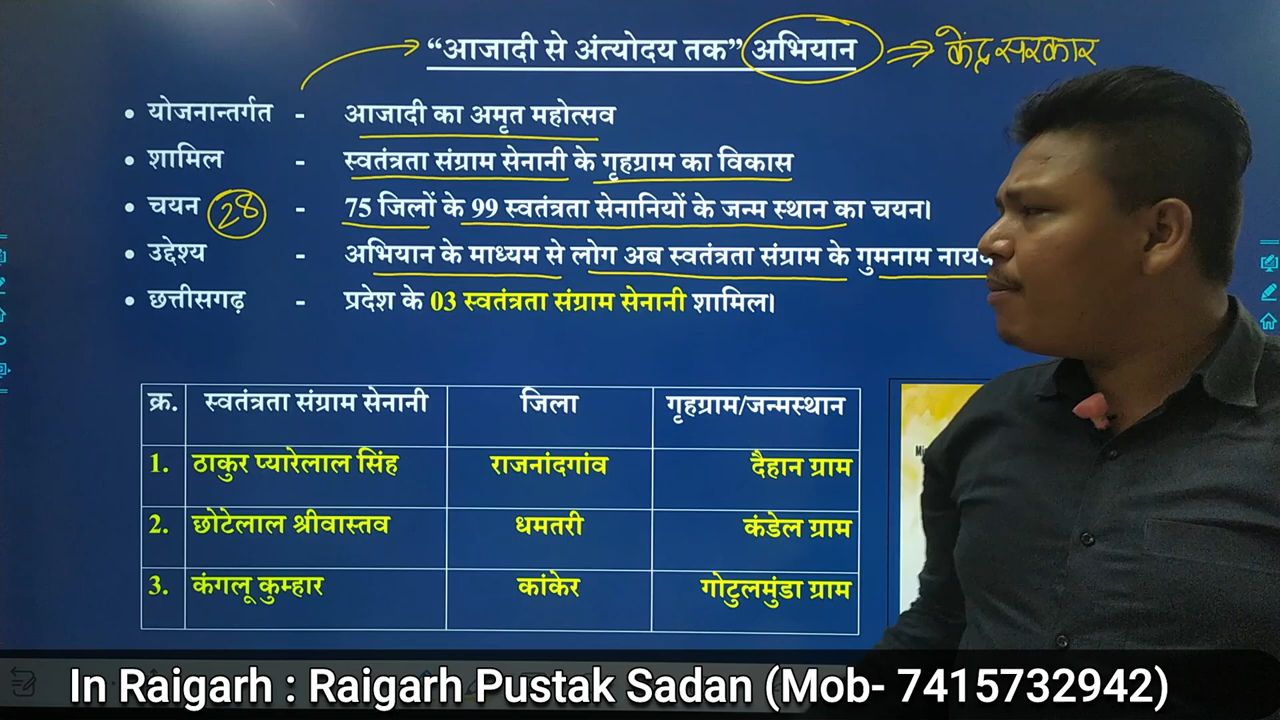 “आजादी से अंत्योदय तक” अभियान ⇒ केंद्र सरकार
• योजनान्तर्गत - आजादी का अमृत महोत्सव
• शामिल - स्वतंत्रता संग्राम सेनानी के गृहग्राम का विकास
• चयन 28 - 75 जिलों के 99 स्वतंत्रता सेनानियों के जन्म स्थान का चयन।
• उद्देश्य - अभियान के माध्यम से लोग अब स्वतंत्रता संग्राम के गुमनाम
• छत्तीसगढ़ - प्रदेश के 03 स्वतंत्रता संग्राम सेनानी शामिल।
क्र. स्वतंत्रता संग्राम सेनानी जिला गृहग्राम/जन्मस्थान
1. ठाकुर प्यारेलाल सिंह राजनांदगांव दैहान ग्राम
2. छोटेलाल श्रीवास्तव धमतरी कंडेल ग्राम
3. कंगलू कुम्हार कांकेर गोटुलमुंडा ग्राम
In Raigarh : Raigarh Pustak Sadan (Mob- 7415732942)